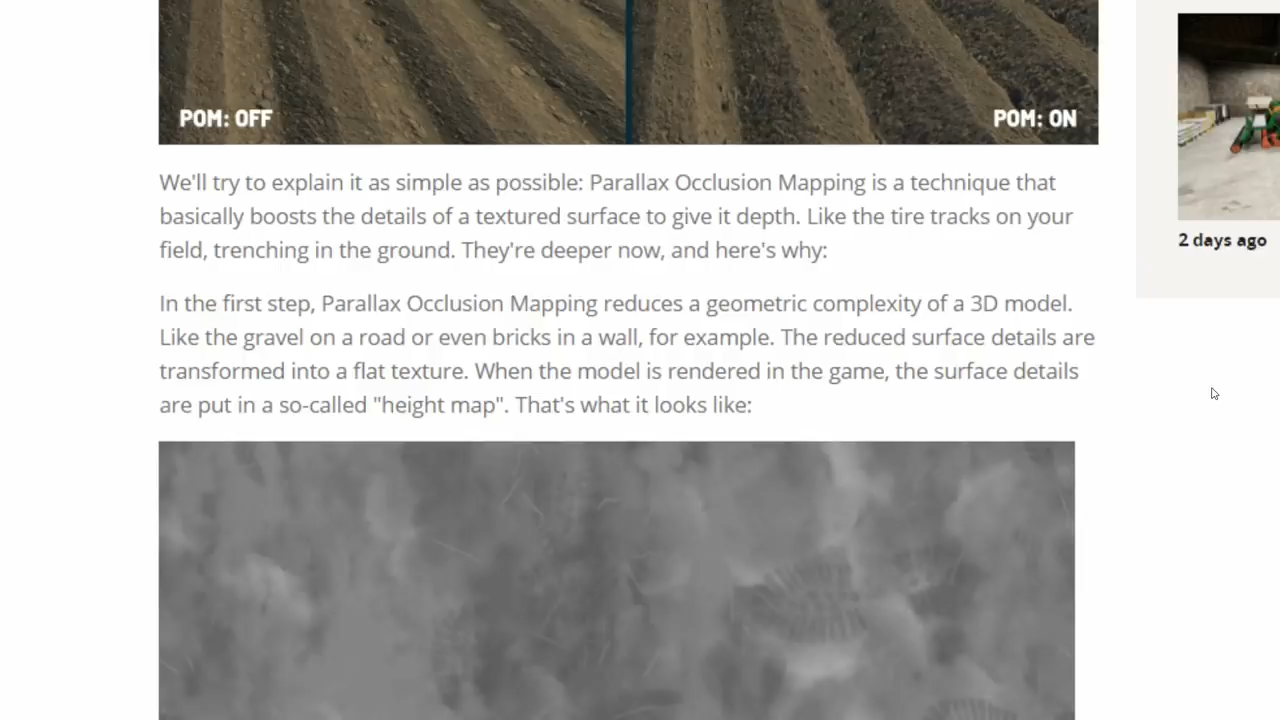 POM: OFF
POM: ON
We'll try to explain it as simple as possible: Parallax Occlusion Mapping is a technique that
basically boosts the details of a textured surface to give it depth. Like the tire tracks on your
field, trenching in the ground. They're deeper now, and here's why:
In the first step, Parallax Occlusion Mapping reduces a geometric complexity of a 3D model.
Like the gravel on a road or even bricks in a wall, for example. The reduced surface details are
transformed into a flat texture. When the model is rendered in the game, the surface details
are put in a so-called "height map". That's what it looks like:
2 days ago